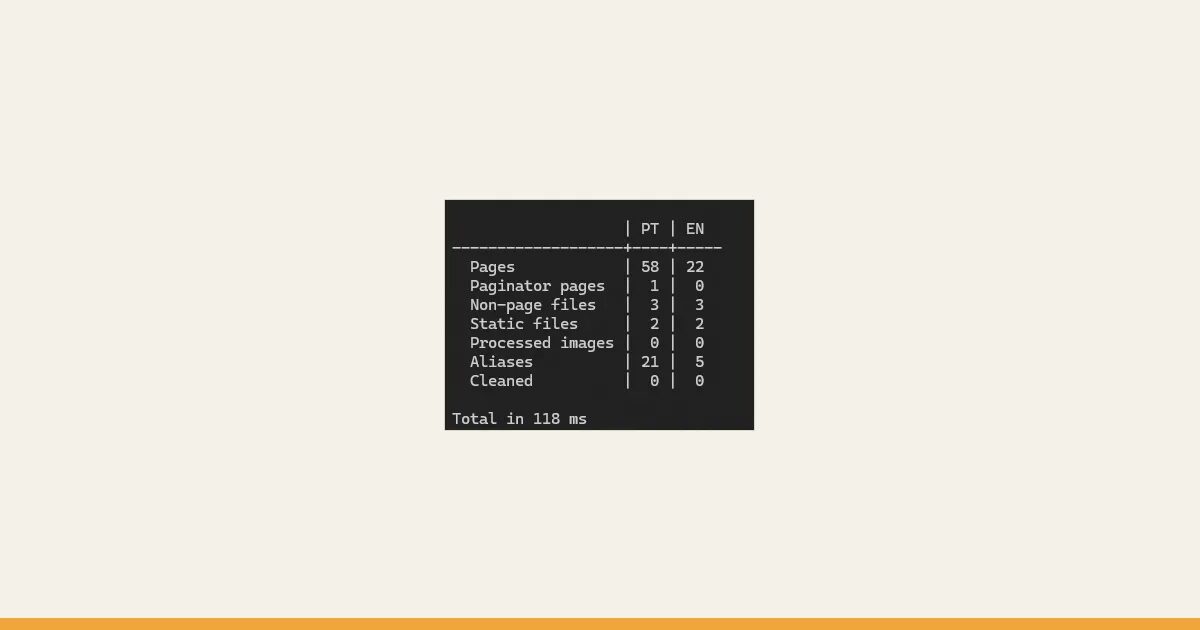 | PT | EN
-------------------+----+-----
  Pages            | 58 | 22
  Paginator pages  |  1 |  0
  Non-page files   |  3 |  3
  Static files     |  2 |  2
  Processed images |  0 |  0
  Aliases          | 21 |  5
  Cleaned          |  0 |  0
Total in 118 ms